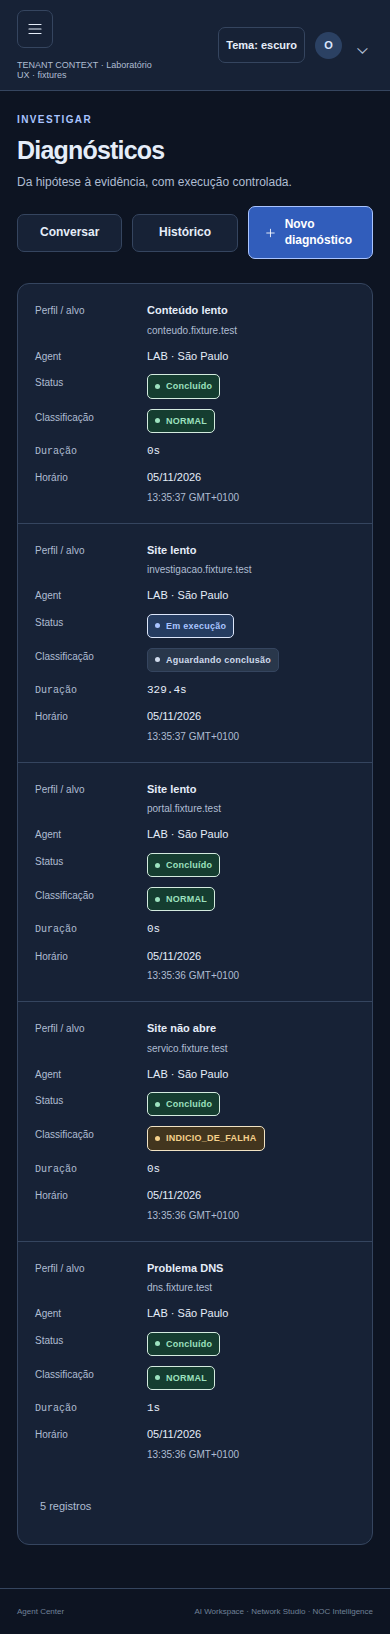 TENANT CONTEXT · Laboratório
UX · fixtures
Tema: escuro
O
INVESTIGAR
Diagnósticos
Da hipótese à evidência, com execução controlada.
Conversar
Histórico
Novo
diagnóstico
Perfil / alvo Conteúdo lento
conteudo.fixture.test
Agent LAB · São Paulo
Status Concluído
Classificação NORMAL
Duração 0s
Horário 05/11/2026
13:35:37 GMT+0100
Perfil / alvo Site lento
investigacao.fixture.test
Agent LAB · São Paulo
Status Em execução
Classificação Aguardando conclusão
Duração 329.4s
Horário 05/11/2026
13:35:37 GMT+0100
Perfil / alvo Site lento
portal.fixture.test
Agent LAB · São Paulo
Status Concluído
Classificação NORMAL
Duração 0s
Horário 05/11/2026
13:35:36 GMT+0100
Perfil / alvo Site não abre
servico.fixture.test
Agent LAB · São Paulo
Status Concluído
Classificação INDICIO_DE_FALHA
Duração 0s
Horário 05/11/2026
13:35:36 GMT+0100
Perfil / alvo Problema DNS
dns.fixture.test
Agent LAB · São Paulo
Status Concluído
Classificação NORMAL
Duração 1s
Horário 05/11/2026
13:35:36 GMT+0100
5 registros
Agent Center
AI Workspace · Network Studio · NOC Intelligence